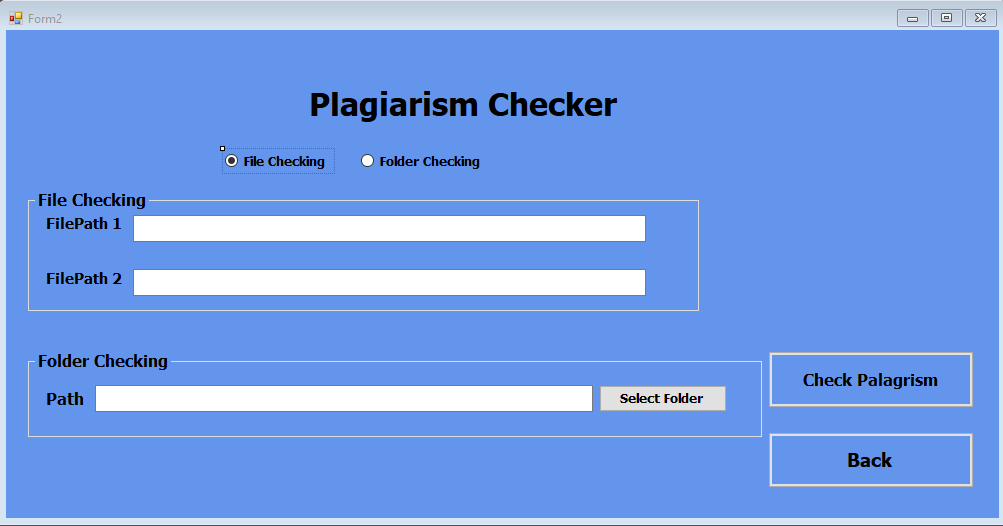 Form2
Plagiarism Checker
File Checking Folder Checking
File Checking
FilePath 1
FilePath 2
Folder Checking
Path Select Folder
Check Palagrism
Back